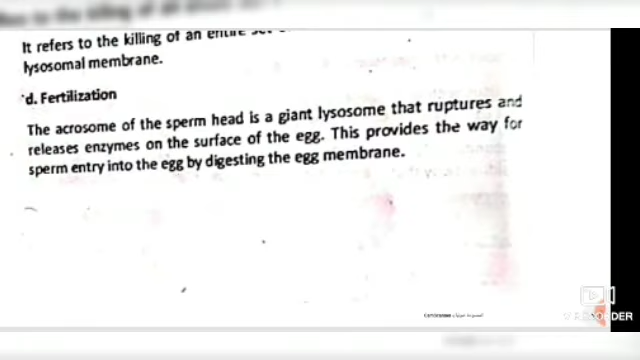 It refers to the killing of an entire set
lysosomal membrane.
d. Fertilization
The acrosome of the sperm head is a giant lysosome that ruptures and
releases enzymes on the surface of the egg. This provides the way for
sperm entry into the egg by digesting the egg membrane.